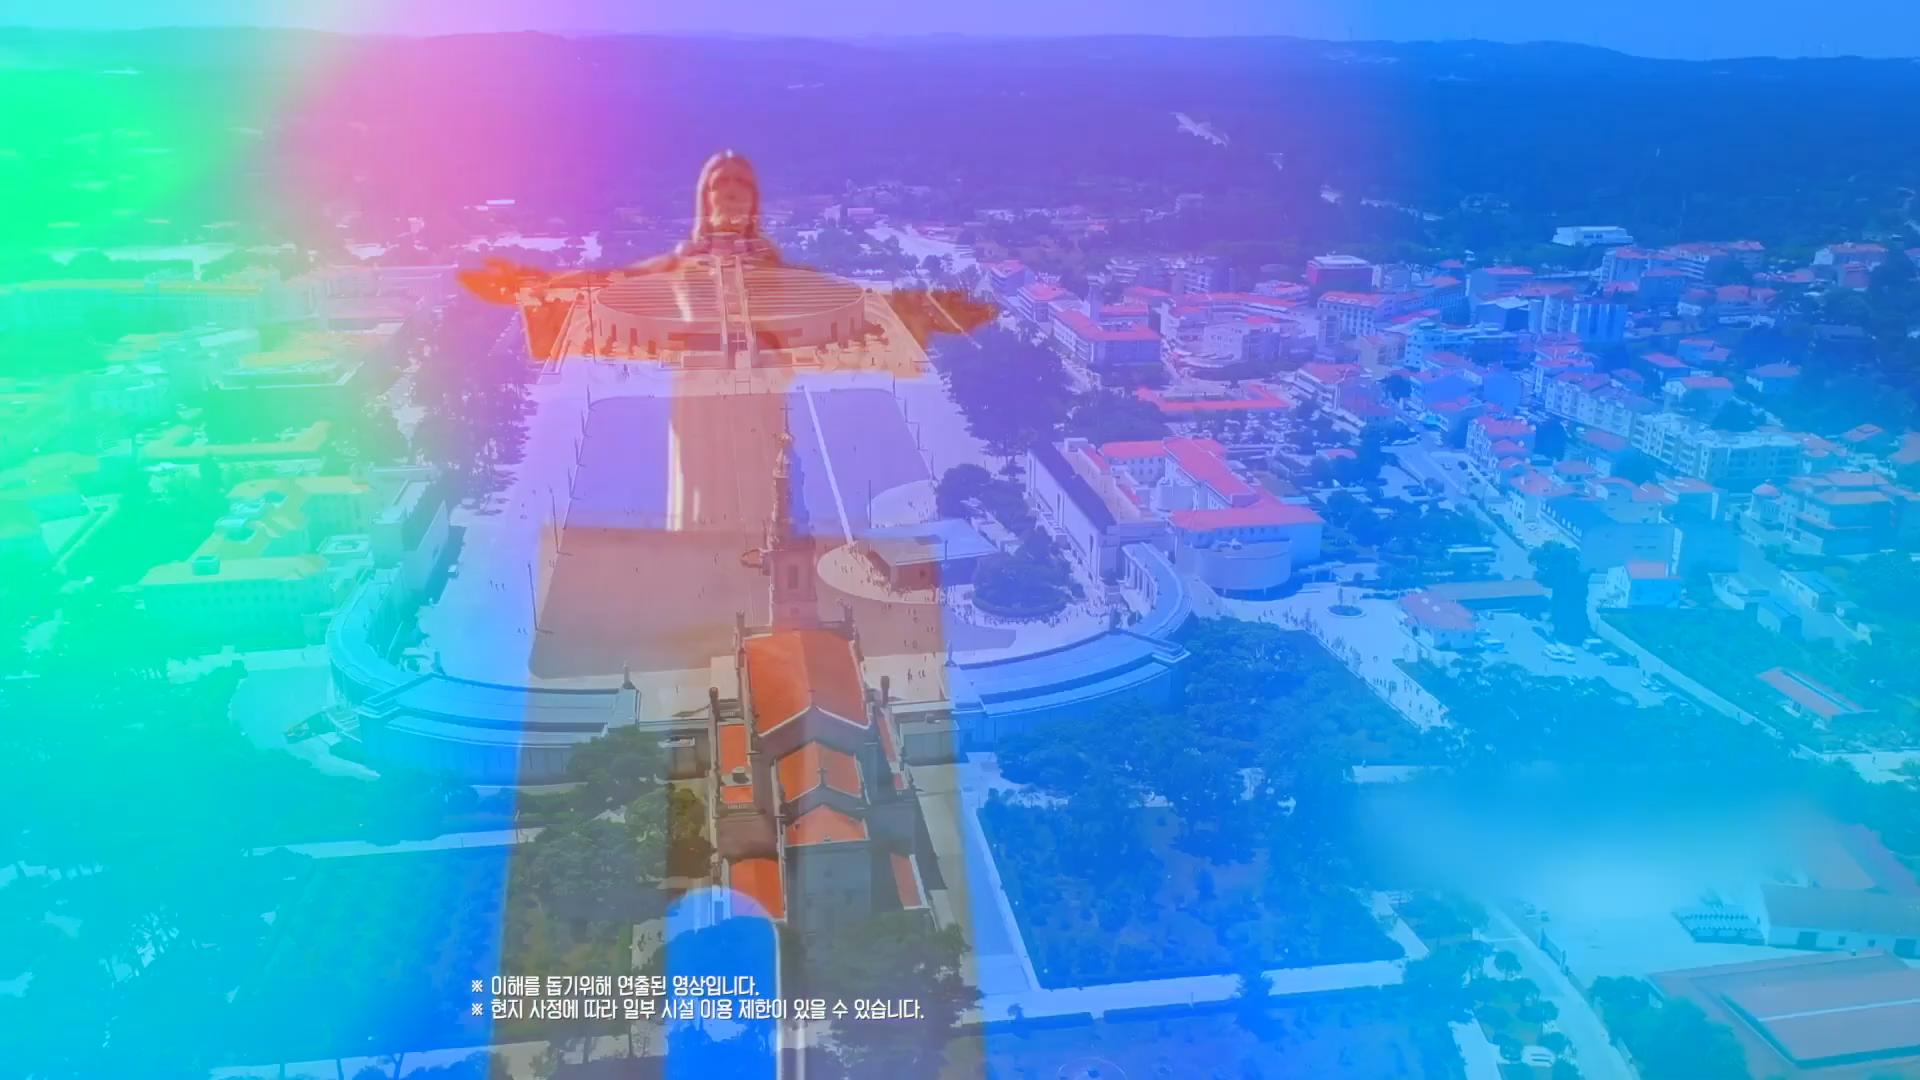 ※ 이해를 돕기위해 연출된 영상입니다.
※ 현지 사정에 따라 일부 시설 이용 제한이 있을 수 있습니다.